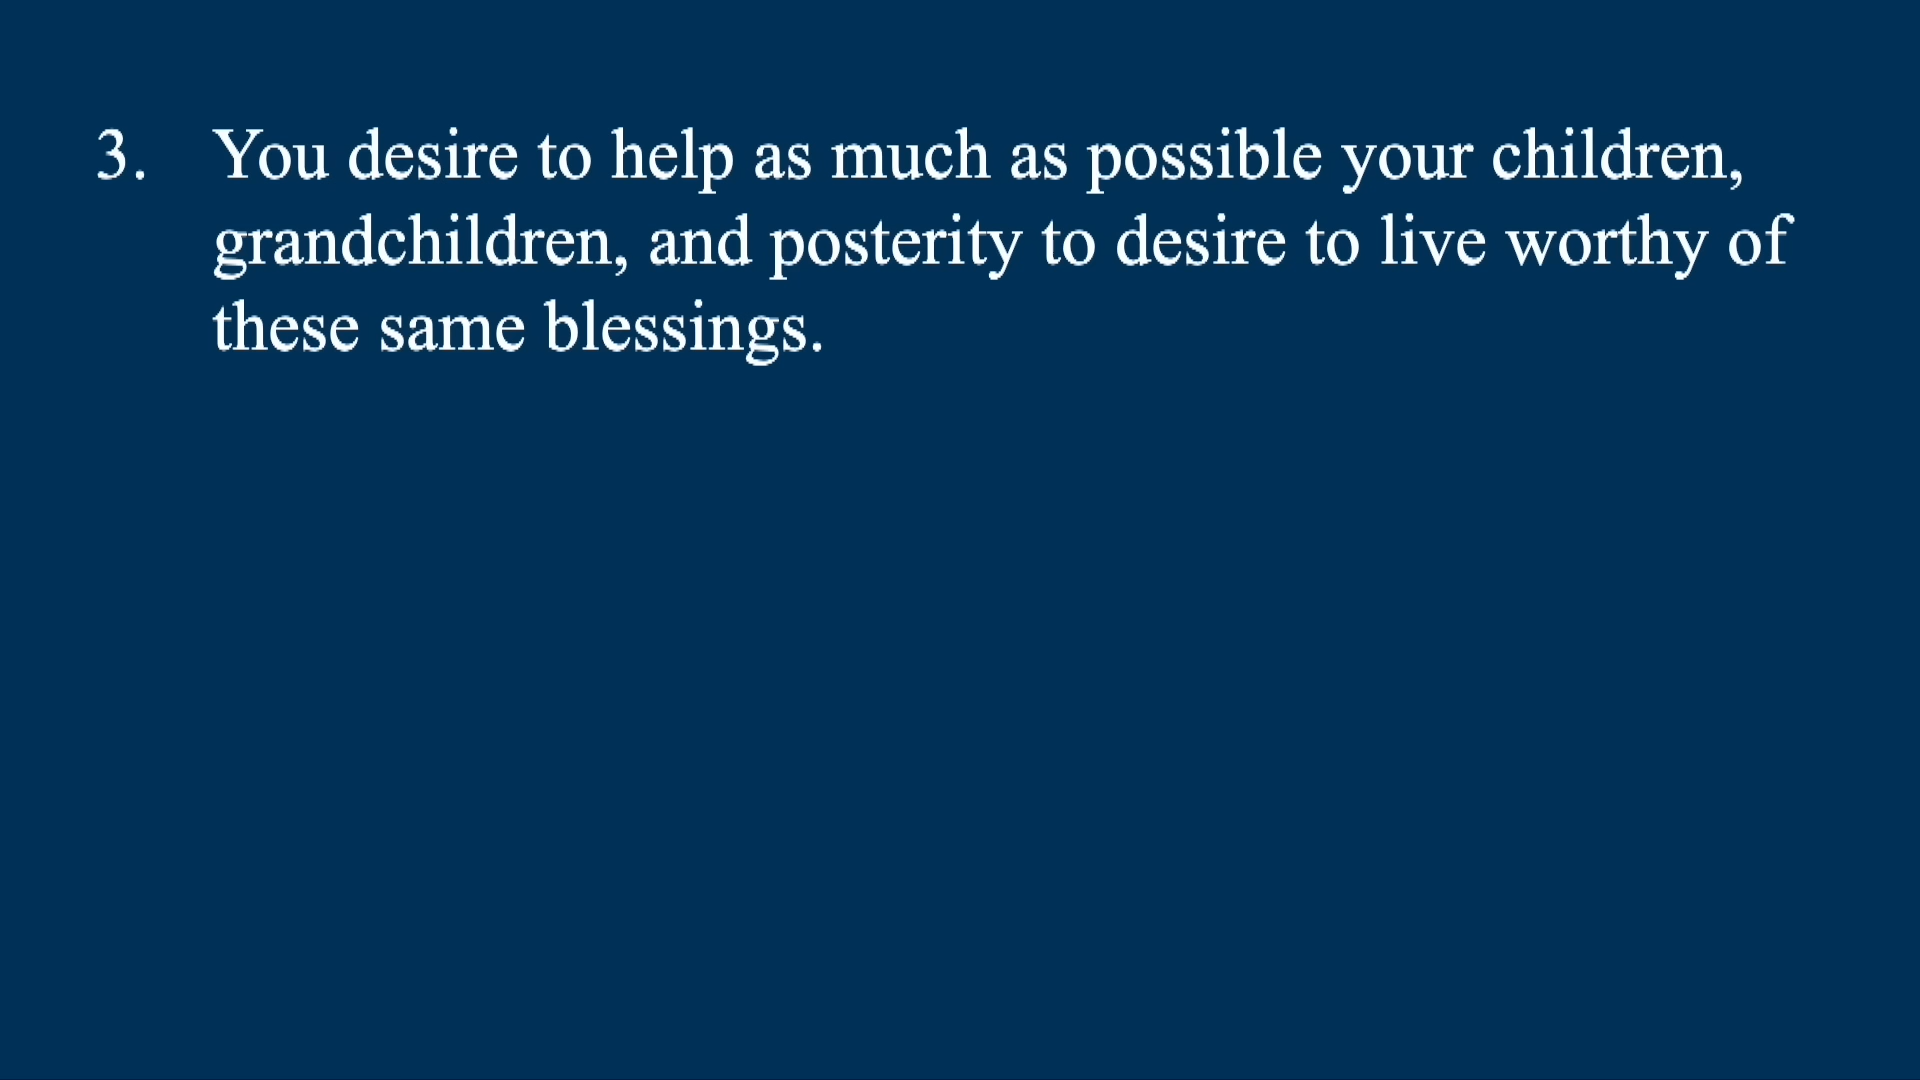 3. You desire to help as much as possible your children,
grandchildren, and posterity to desire to live worthy of
these same blessings.